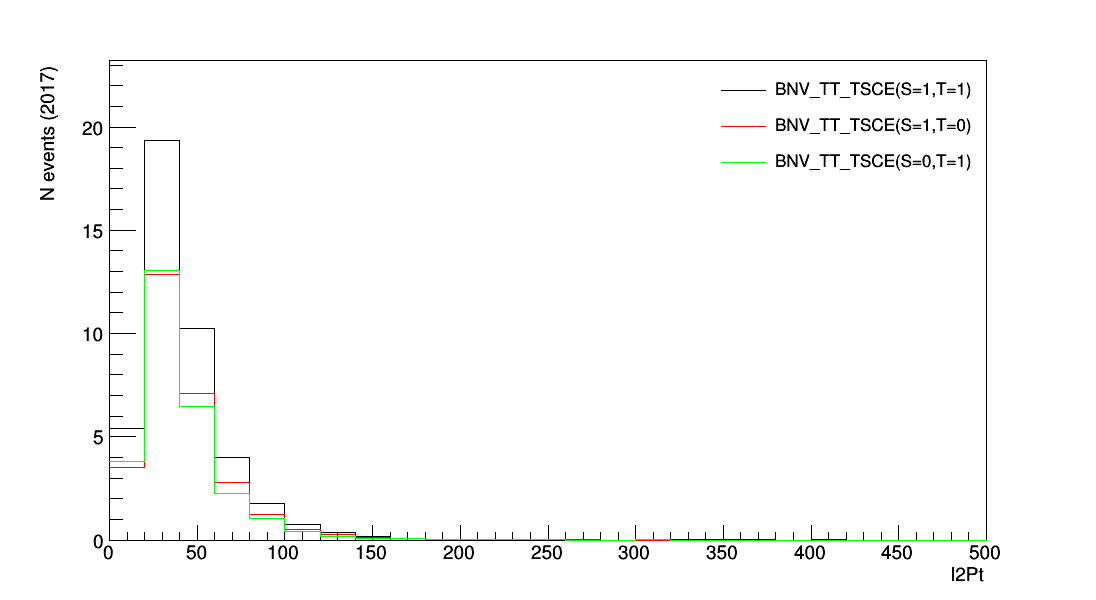 N events (2017)
BNV_TT_TSCE(S=1,T=1)
BNV_TT_TSCE(S=1,T=0)
BNV_TT_TSCE(S=0,T=1)
20
15
10
5
0
0 50 100 150 200 250 300 350 400 450 500
l2Pt